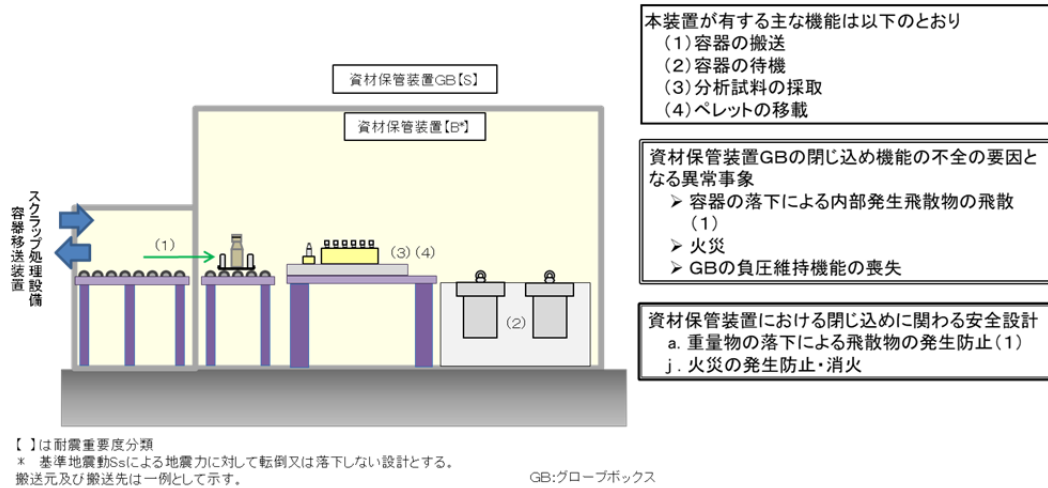 資材保管装置GB【S】
資材保管装置【B*】
スクラップ処理設備
容器移送装置
(1)
(3)(4)
(2)
【 】は耐震重要度分類
* 基準地震動Ssによる地震力に対して転倒又は落下しない設計とする。
搬送元及び搬送先は一例として示す。
GB:グローブボックス
本装置が有する主な機能は以下のとおり
(1)容器の搬送
(2)容器の待機
(3)分析試料の採取
(4)ペレットの移載
資材保管装置GBの閉じ込め機能の不全の要因と
なる異常事象
➢ 容器の落下による内部発生飛散物の飛散
(1)
➢ 火災
➢ GBの負圧維持機能の喪失
資材保管装置における閉じ込めに関わる安全設計
a. 重量物の落下による飛散物の発生防止(1)
j. 火災の発生防止・消火